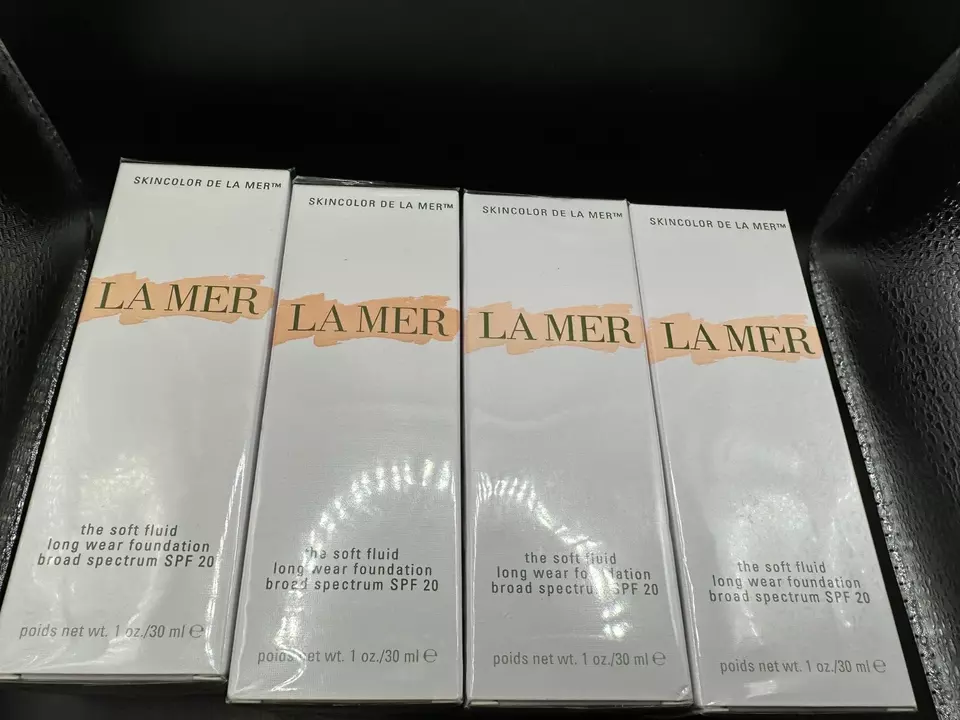 SKINCOLOR DE LA MER™
LA MER
the soft fluid
long wear foundation
broad spectrum SPF 20
poids net wt. 1 oz./30 ml ℮
SKINCOLOR DE LA MER™
LA MER
the soft fluid
long wear foundation
broad spectrum SPF 20
poids net wt. 1 oz./30 ml ℮
SKINCOLOR DE LA MER™
LA MER
the soft fluid
long wear foundation
broad spectrum SPF 20
poids net wt. 1 oz./30 ml ℮
SKINCOLOR DE LA MER™
LA MER
the soft fluid
long wear foundation
broad spectrum SPF 20
poids net wt. 1 oz./30 ml ℮